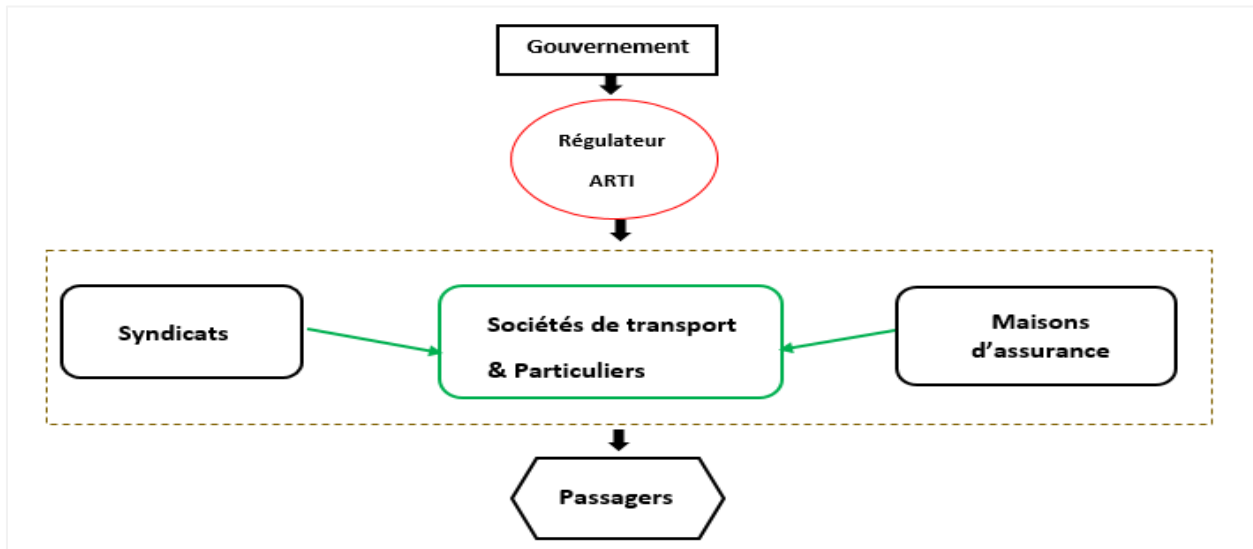 Gouvernement
Régulateur
ARTI
Syndicats
Sociétés de transport
& Particuliers
Maisons
d’assurance
Passagers